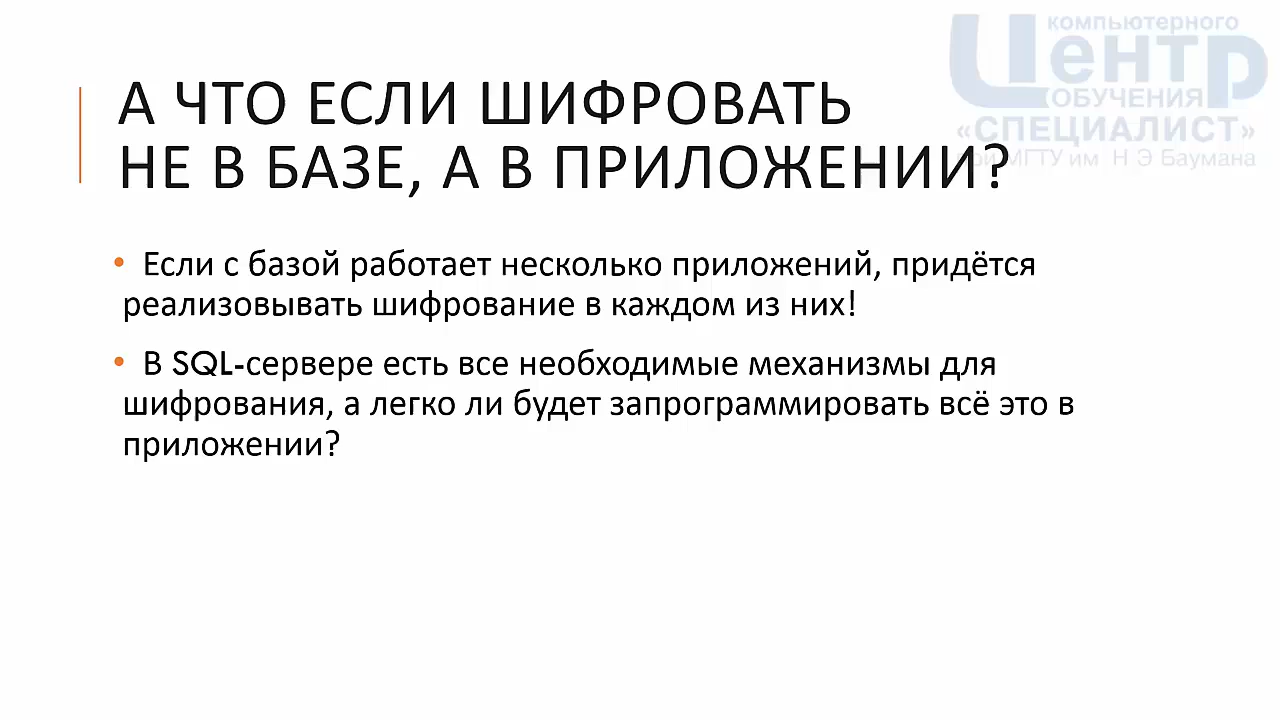 компьютерного
Центр
ОБУЧЕНИЯ
«СПЕЦИАЛИСТ»
МГТУ им Н Э Баумана
А ЧТО ЕСЛИ ШИФРОВАТЬ
НЕ В БАЗЕ, А В ПРИЛОЖЕНИИ?
• Если с базой работает несколько приложений, придётся
реализовывать шифрование в каждом из них!
• В SQL-сервере есть все необходимые механизмы для
шифрования, а легко ли будет запрограммировать всё это в
приложении?